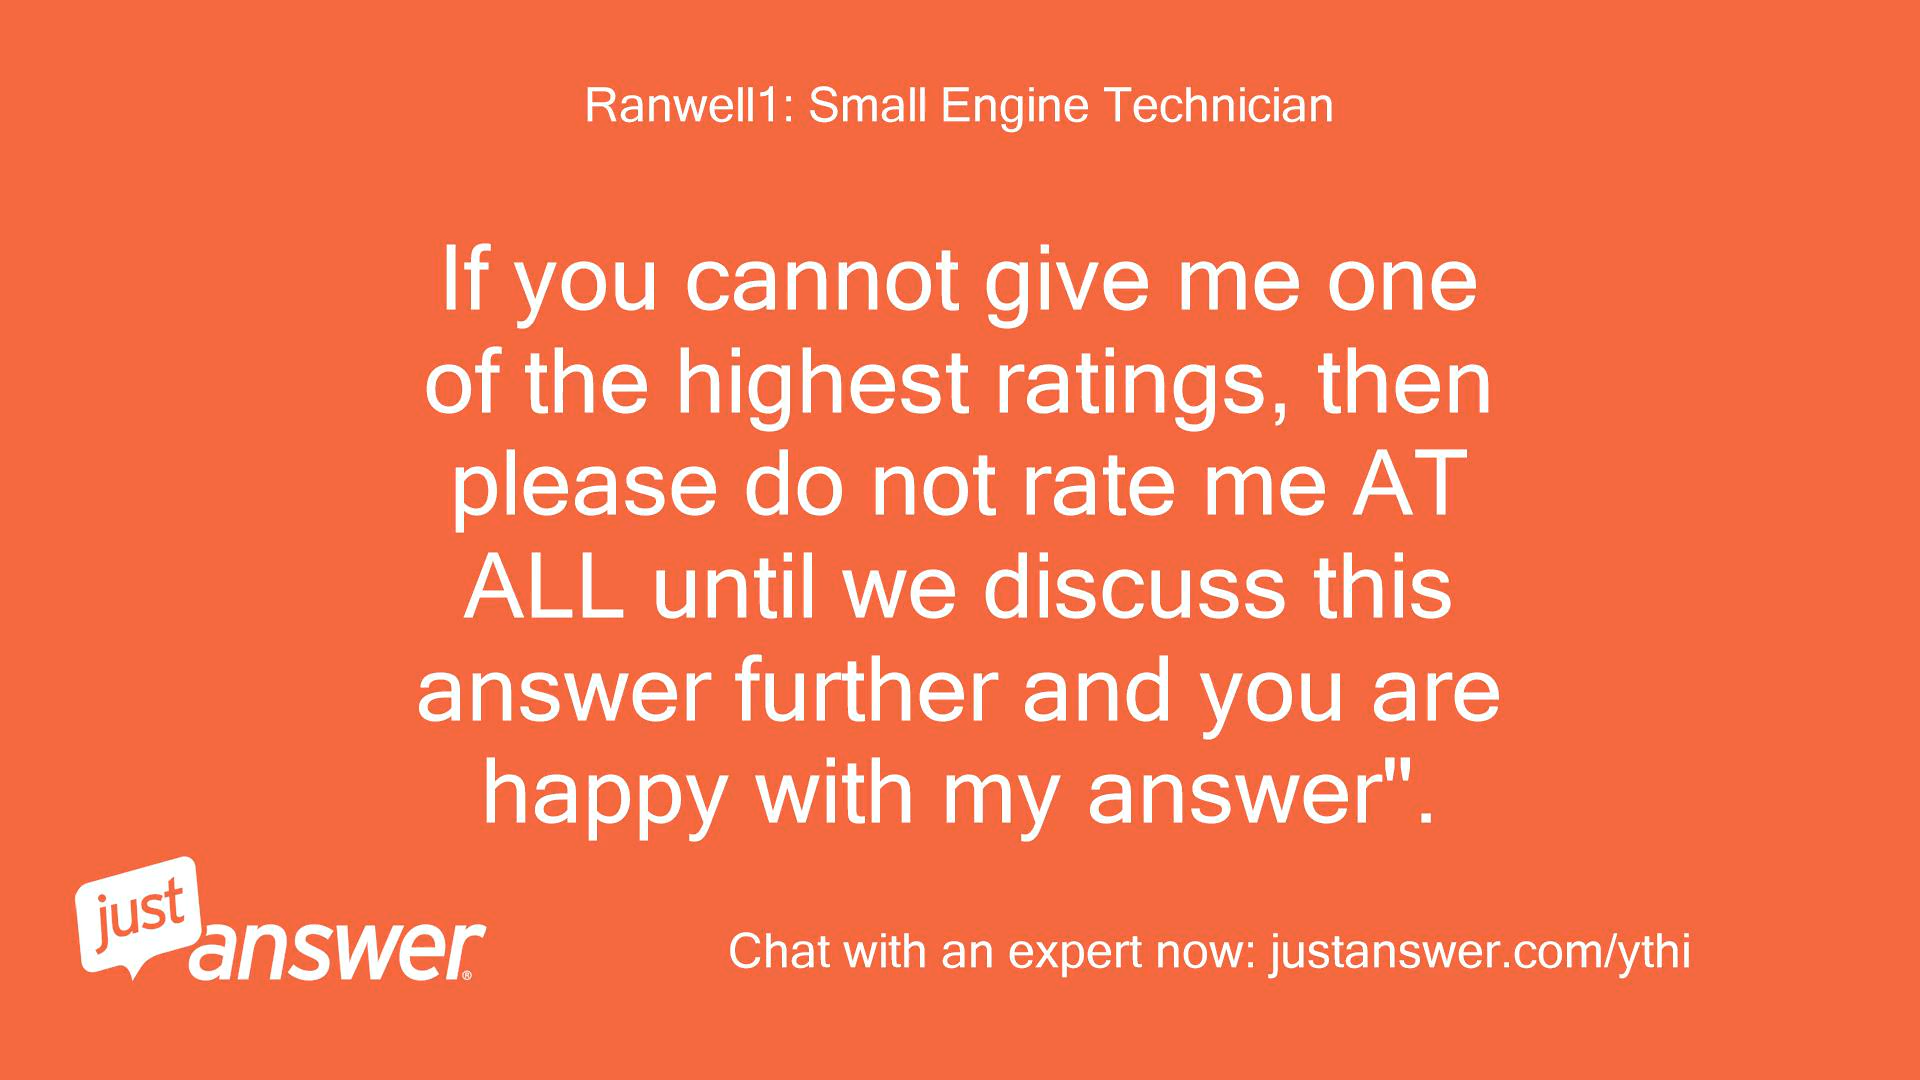 Ranwell1: Small Engine Technician
If you cannot give me one
of the highest ratings, then
please do not rate me AT
ALL until we discuss this
answer further and you are
happy with my answer".
just
answer®
Chat with an expert now: justanswer.com/ythi